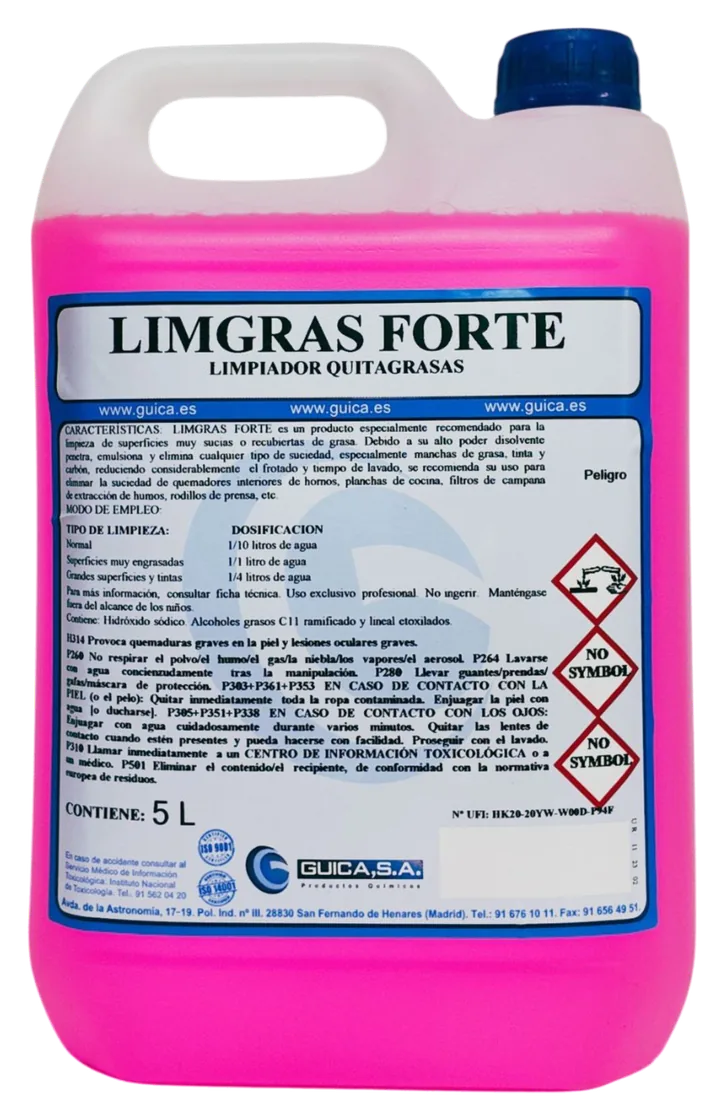 LIMGRAS FORTE
LIMPIADOR QUITAGRASAS
www.guica.es www.guica.es www.guica.es
CARACTERÍSTICAS. LIMGRAS FORTE es un producto especialmente recomendado para la
limpieza de superficies muy sucias o recubiertas de grasa. Debido a su alto poder disolvente
penetra, emulsiona y elimina cualquier tipo de suciedad, especialmente manchas de grasa, tinta y
carbón, reduciendo considerablemente el frotado y tiempo de lavado, se recomienda su uso para
eliminar la suciedad de quemadores interiores de hornos, planchas de cocina, filtros de campana
de extracción de humos, rodillos de prensa, etc.
MODO DE EMPLEO:
TIPO DE LIMPIEZA: DOSIFICACION
Normal 1/10 litros de agua
Superficies muy engrasadas 1/1 litro de agua
Grandes superficies y tintas 1/4 litros de agua
Para más información, consultar ficha técnica. Uso exclusivo profesional. No ingerir. Manténgase
fuera del alcance de los niños.
Contiene: Hidróxido sódico. Alcoholes grasos C11 ramificado y lineal etoxilados.
H314 Provoca quemaduras graves en la piel y lesiones oculares graves.
P260 No respirar el polvo/el humo/el gas/la niebla/los vapores/el aerosol. P264 Lavarse
con agua concienzudamente tras la manipulación. P280 Llevar guantes/prendas/
gafas/máscara de protección. P303+P361+P353 EN CASO DE CONTACTO CON LA
PIEL (o el pelo): Quitar inmediatamente toda la ropa contaminada. Enjuagar la piel con
agua [o ducharse]. P305+P351+P338 EN CASO DE CONTACTO CON LOS OJOS:
Enjuagar con agua cuidadosamente durante varios minutos. Quitar las lentes de
contacto cuando estén presentes y pueda hacerse con facilidad. Proseguir con el lavado.
P310 Llamar inmediatamente a un CENTRO DE INFORMACIÓN TOXICOLÓGICA o a
un médico. P501 Eliminar el contenido/el recipiente, de conformidad con la normativa
europea de residuos.
Peligro
NO
SYMBOL
NO
SYMBOL
CONTIENE: 5 L
Nº UFI: HK20-20YW-W00D-F94F
UR 11 23 02
En caso de accidente consultar al
Servicio Médico de Información
Toxicológica: Instituto Nacional
de Toxicología. Tel.. 91 562 04 20
ISO 9001
ISO 14001
GUICA,S.A.
Productos Químicos
Avda. de la Astronomía, 17-19. Pol. Ind. nº III. 28830 San Fernando de Henares (Madrid). Tel.: 91 676 10 11. Fax: 91 656 49 51.